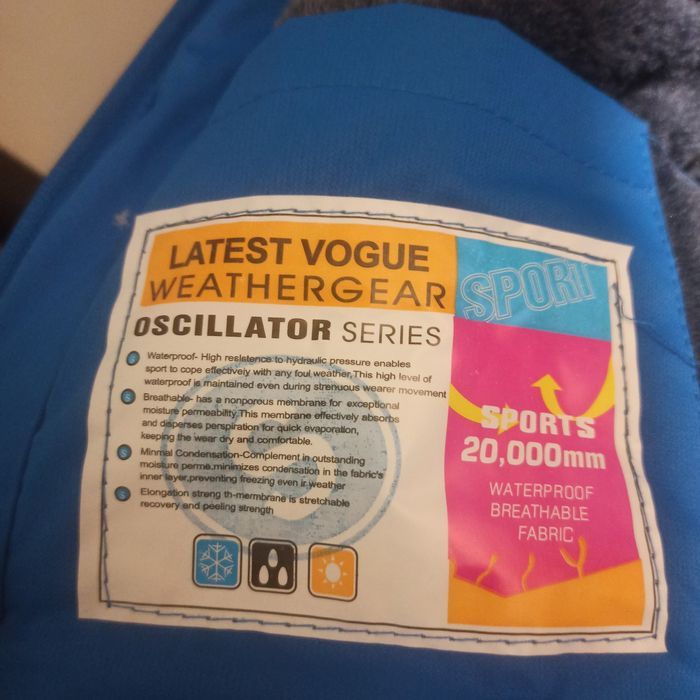 LATEST VOGUE
WEATHERGEAR
SPORT
OSCILLATOR SERIES
Waterproof- High resistence to hydraulic pressure enables
sport to cope effectively with any foul weather,This high level of
waterproof is maintained even during strenuous wearer movement
Breathable- has a nonporous membrane for exceptional
moisture permeability.This membrane effectively absorbs
and disperses perspiration for quick evaporation,
keeping the wear dry and comfortable.
Minmal Condensation-Complement in outstanding
moisture perme,minimizes condensation in the fabric's
inner layer,preventing freezing even ir weather
Elongation streng th-membrane is stretchable
recovery and peeling strength
SPORTS
20,000mm
WATERPROOF
BREATHABLE
FABRIC